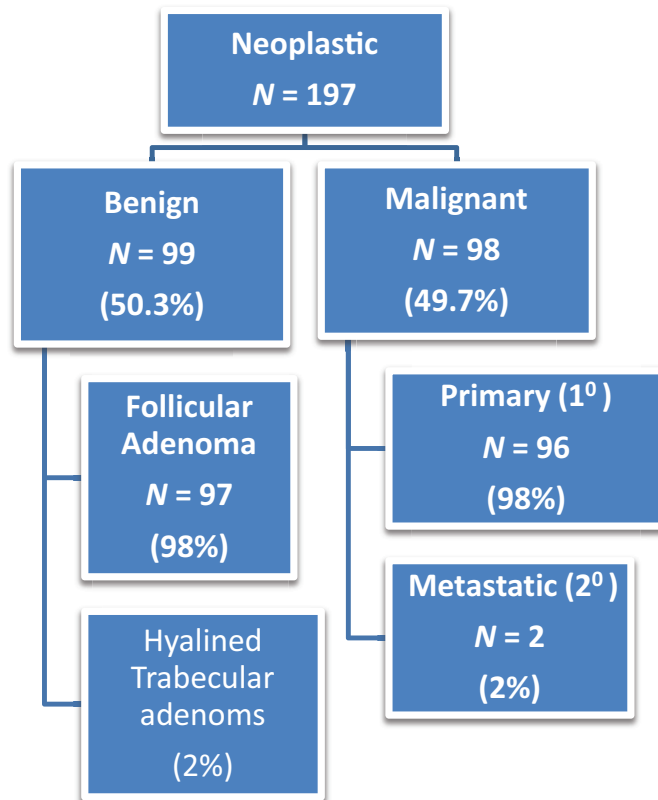 Neoplastic
N = 197
Benign
N = 99
(50.3%)
Malignant
N = 98
(49.7%)
Follicular
Adenoma
N = 97
(98%)
Hyalined
Trabecular
adenoms
(2%)
Primary (1⁰ )
N = 96
(98%)
Metastatic (2⁰ )
N = 2
(2%)